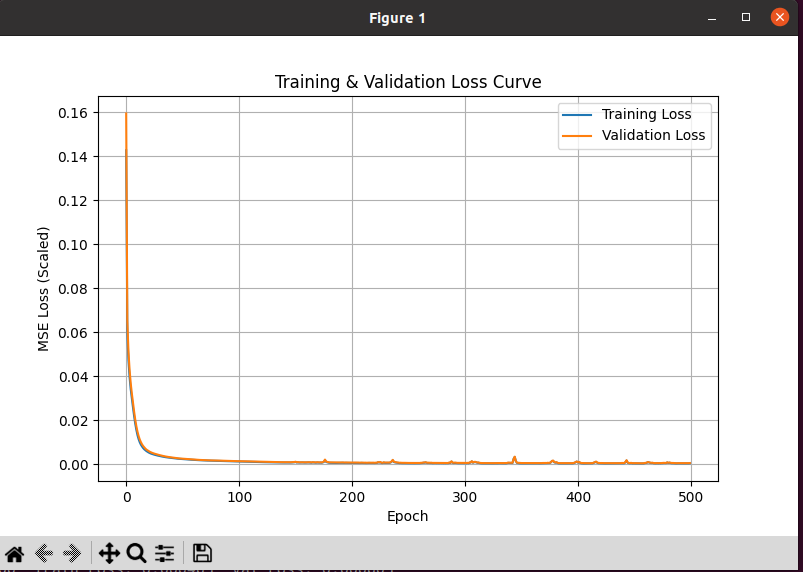 Figure 1
Training & Validation Loss Curve
Training Loss
Validation Loss
0.16
0.14
0.12
0.10
0.08
0.06
0.04
0.02
0.00
MSE Loss (Scaled)
0 100 200 300 400 500
Epoch